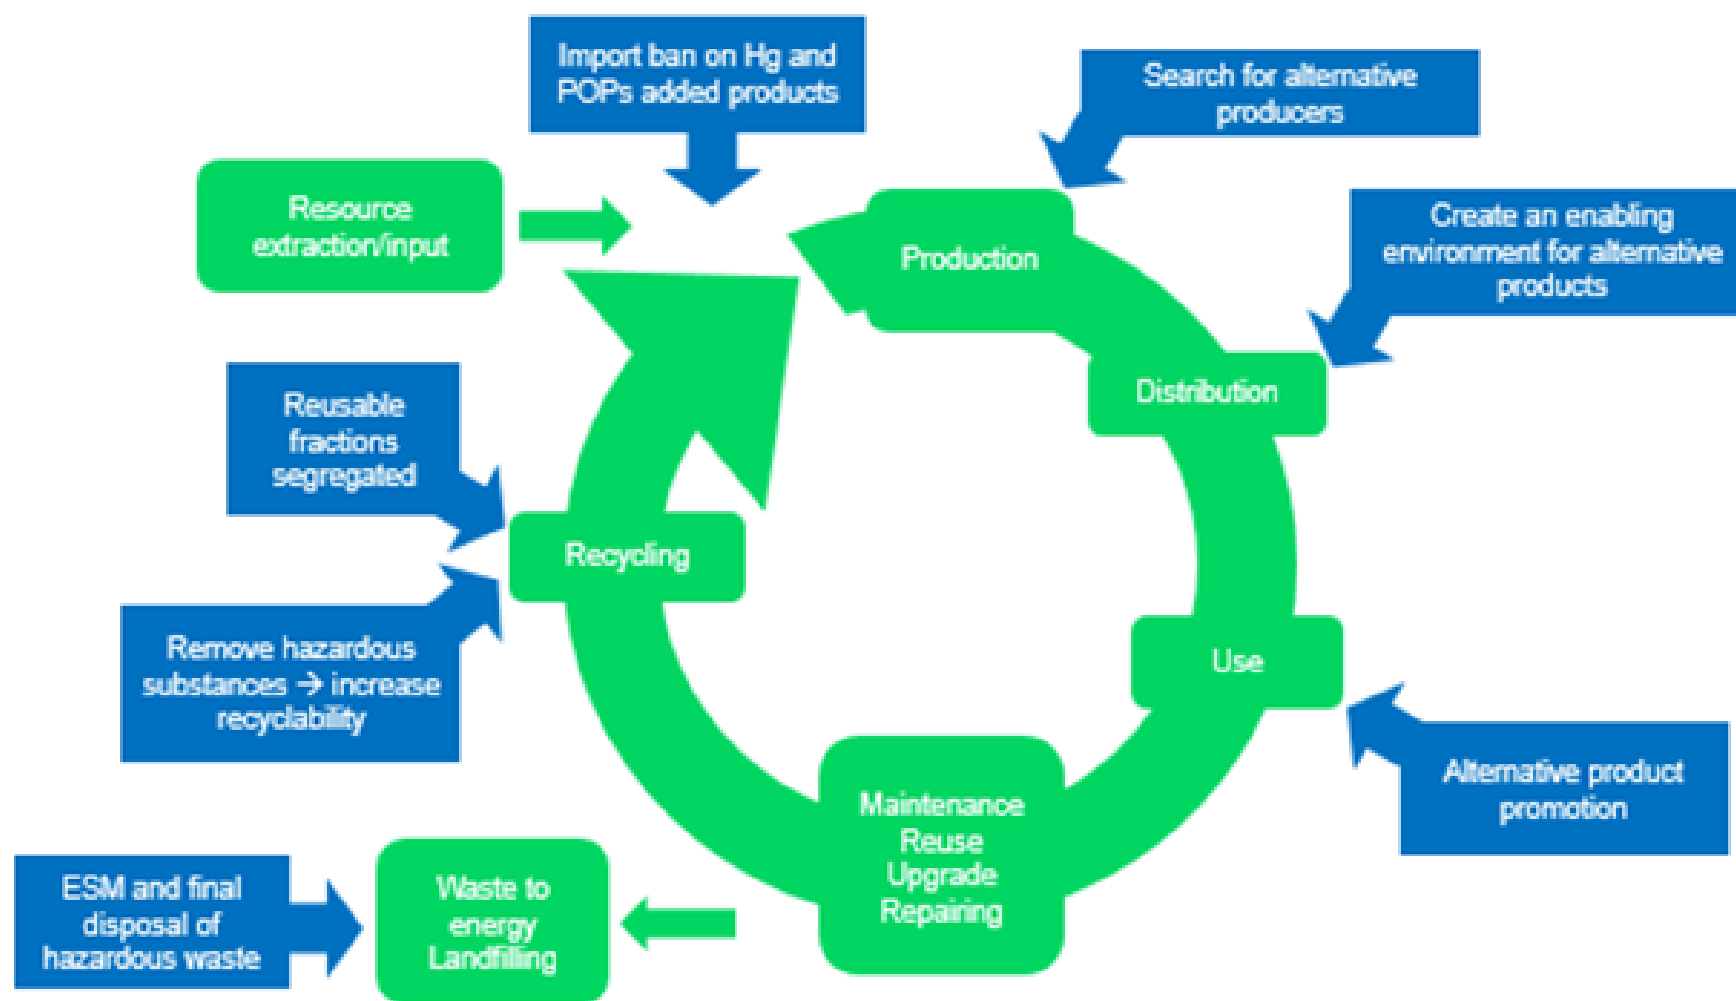 Import ban on Hg and
POPs added products
Search for alternative
producers
Resource
extraction/input
Production
Create an enabling
environment for alternative
products
Distribution
Reusable
fractions
segregated
Recycling
Remove hazardous
substances → increase
recyclability
Use
Alternative product
promotion
Maintenance
Reuse
Upgrade
Repairing
ESM and final
disposal of
hazardous waste
Waste to
energy
Landfilling